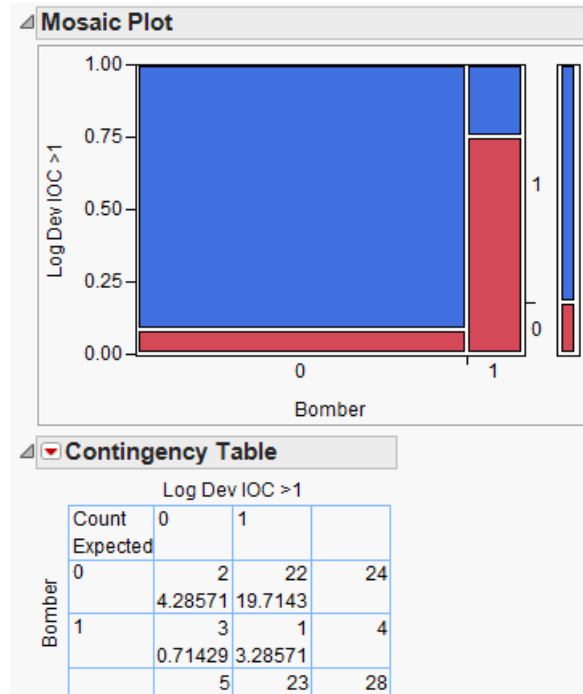 Mosaic Plot
1.00
0.75
0.50
0.25
0.00
Log Dev IOC >1
1
0
0 1
Bomber
Contingency Table
Log Dev IOC >1
Count 0 1
Expected
Bomber
0 2 22 24
4.28571 19.7143
1 3 1 4
0.71429 3.28571
5 23 28